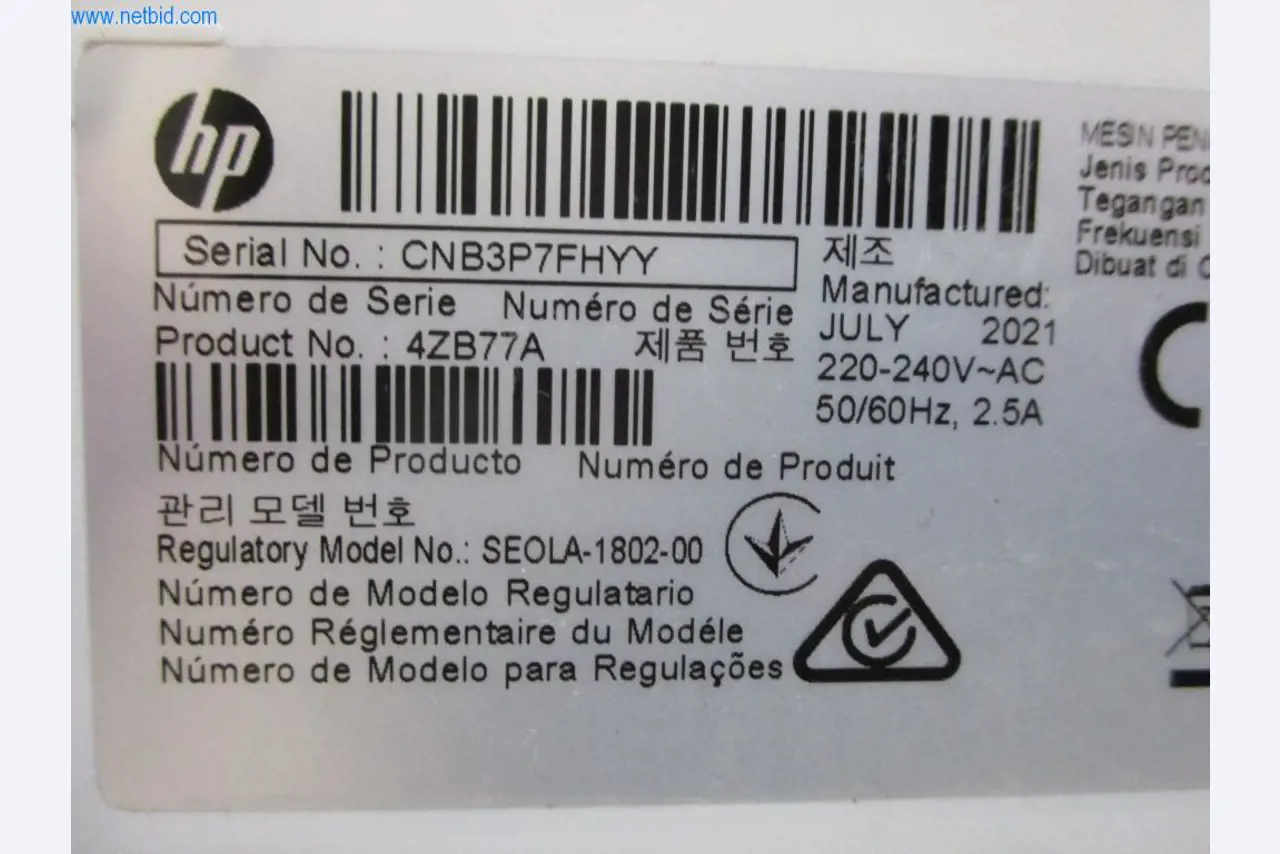 www.netbid.com
hp
Serial No. : CNB3P7FHYY
Número de Serie Numéro de Série
Product No. : 4ZB77A 제품 번호
Número de Producto Numéro de Produit
관리 모델 번호
Regulatory Model No.: SEOLA-1802-00
Número de Modelo Regulatario
Numéro Réglementaire du Modéle
Número de Modelo para Regulações
제조
Manufactured:
JULY 2021
220-240V~AC
50/60Hz, 2.5A
MESIN
Jenis
Tegangan
Frekuensi
Dibuat di